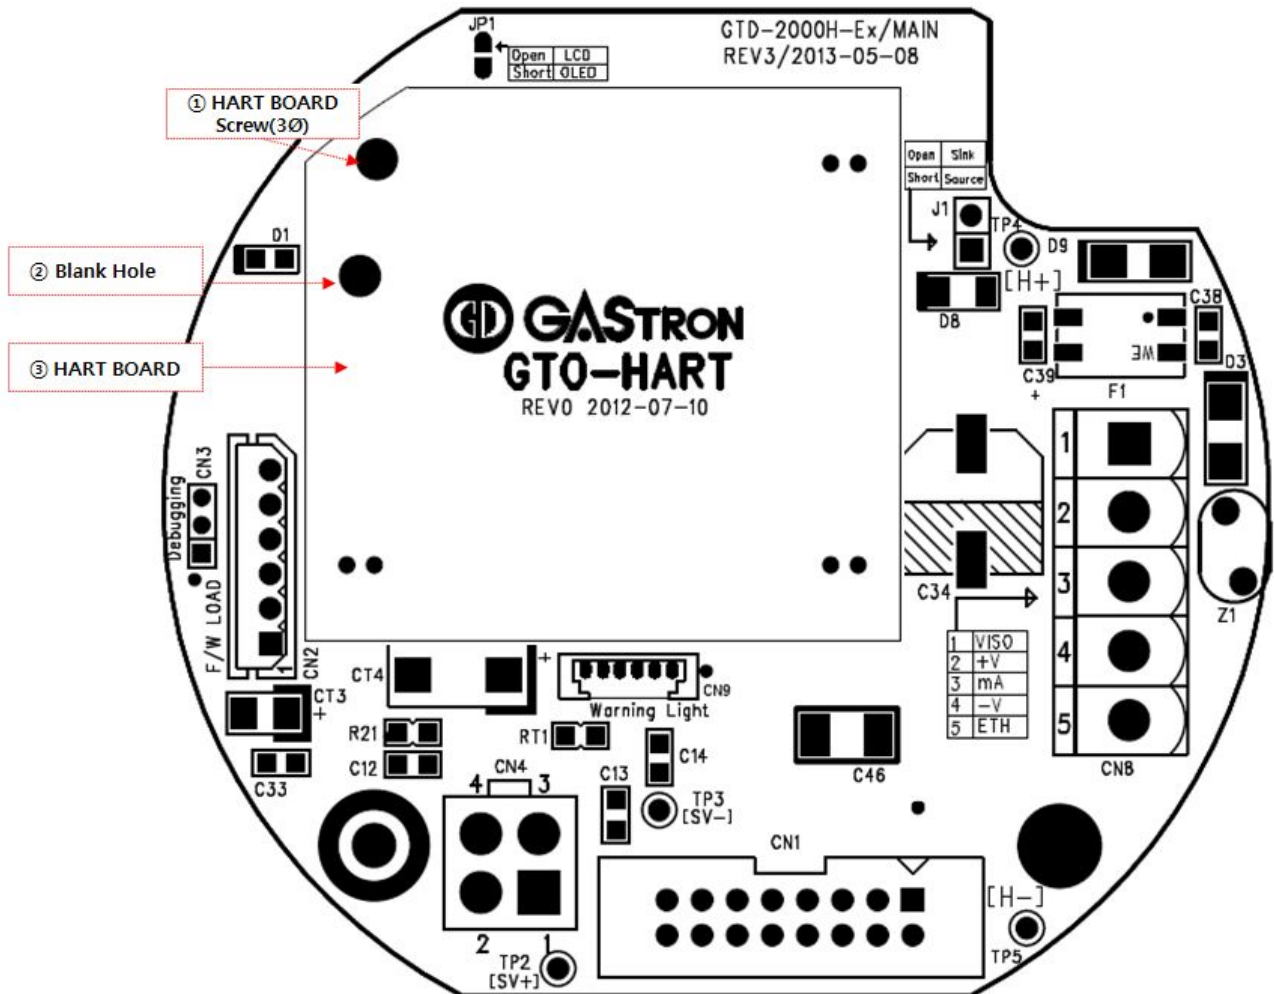 JP1
Open LCD
Short OLED
GTD-2000H-Ex/MAIN
REV3/2013-05-08
① HART BOARD
Screw(3Ø)
Open Sink
Short Source
J1
TP4
[H+]
D9
D1
② Blank Hole
D8
C38
C39
+
WE
F1
D3
③ HART BOARD
GASTRON
GTO-HART
REV0 2012-07-10
CN3
Debugging
F/W LOAD
1
CN2
C34
1
2
3
4
5
CN8
Z1
1 VISO
2 +V
3 mA
4 -V
5 ETH
CT3
+
CT4
+
CN9
Warning Light
R21
RT1
C14
C12
C33
CN4
4 3
2 1
C13
TP3
[SV-]
C46
CN1
[H-]
TP5
TP2
[SV+]